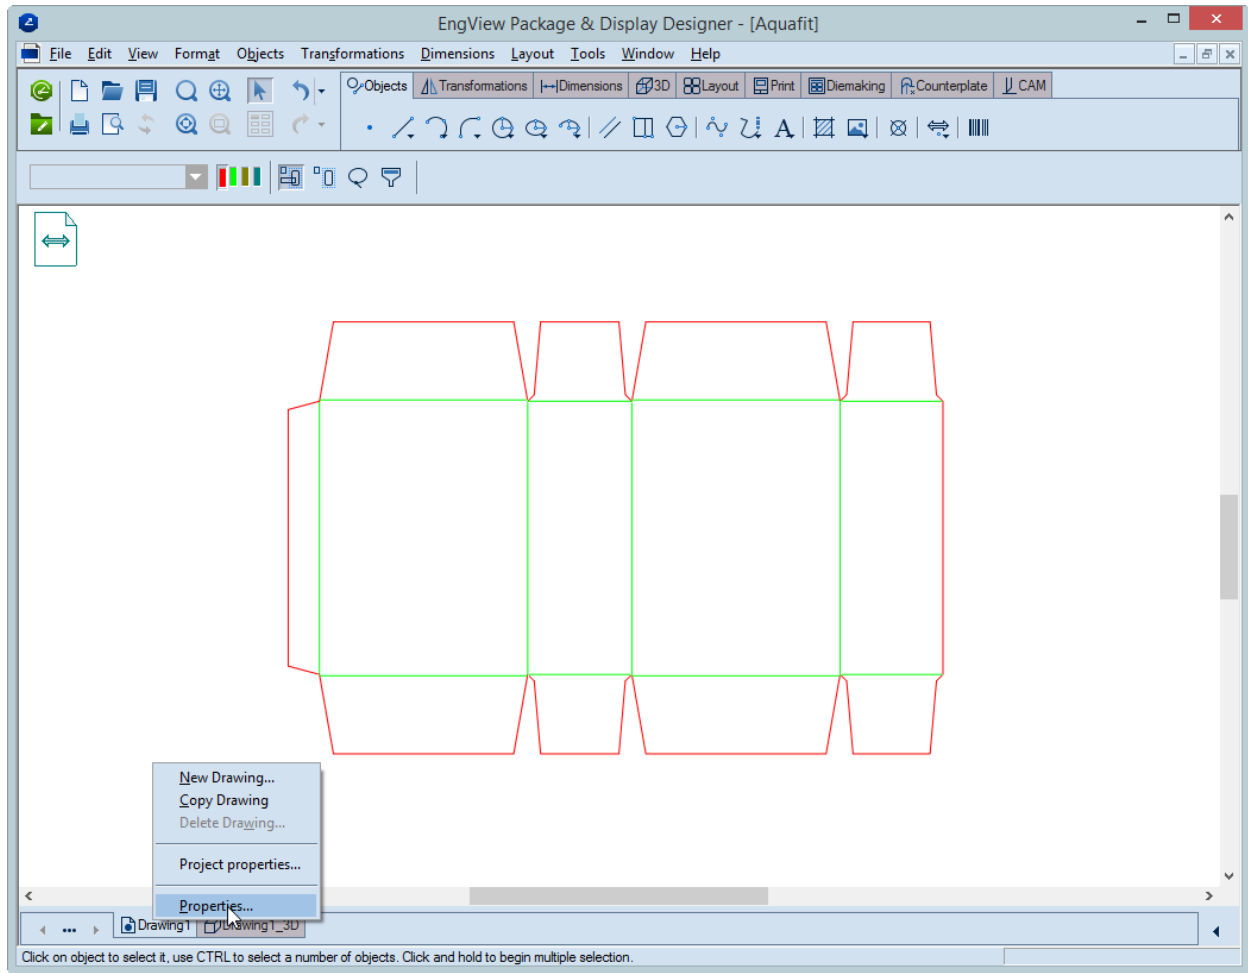 EngView Package & Display Designer - [Aquafit]
File Edit View Format Objects Transformations Dimensions Layout Tools Window Help
Objects Transformations Dimensions 3D Layout Print Diemaking Counterplate CAM
New Drawing...
Copy Drawing
Delete Drawing...
Project properties...
Properties...
Drawing1 Drawing1_3D
Click on object to select it, use CTRL to select a number of objects. Click and hold to begin multiple selection.